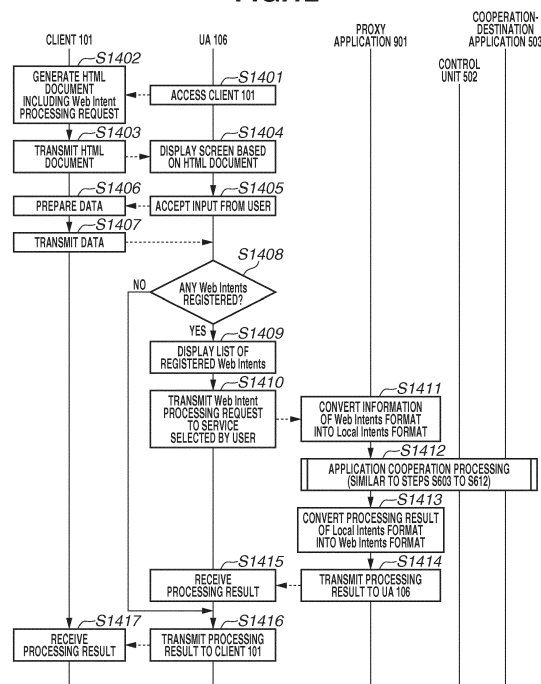 CLIENT 101
UA 106
PROXY
APPLICATION 901
COOPERATION-
DESTINATION
APPLICATION 503
CONTROL
UNIT 502
S1402
GENERATE HTML
DOCUMENT
INCLUDING Web Intent
PROCESSING REQUEST
S1401
ACCESS CLIENT 101
S1403
TRANSMIT HTML
DOCUMENT
S1404
DISPLAY SCREEN BASED
ON HTML DOCUMENT
S1406
PREPARE DATA
S1405
ACCEPT INPUT FROM USER
S1407
TRANSMIT DATA
S1408
ANY Web Intents
REGISTERED?
NO
YES
S1409
DISPLAY LIST OF
REGISTERED Web Intents
S1410
TRANSMIT Web Intent
PROCESSING REQUEST
TO SERVICE
SELECTED BY USER
S1411
CONVERT INFORMATION
OF Web Intents FORMAT
INTO Local Intents FORMAT
S1412
APPLICATION COOPERATION PROCESSING
(SIMILAR TO STEPS S603 TO S612)
S1413
CONVERT PROCESSING RESULT
OF Local Intents FORMAT
INTO Web Intents FORMAT
S1415
RECEIVE
PROCESSING RESULT
S1414
TRANSMIT PROCESSING
RESULT TO UA 106
S1417
RECEIVE
PROCESSING RESULT
S1416
TRANSMIT PROCESSING
RESULT TO CLIENT 101